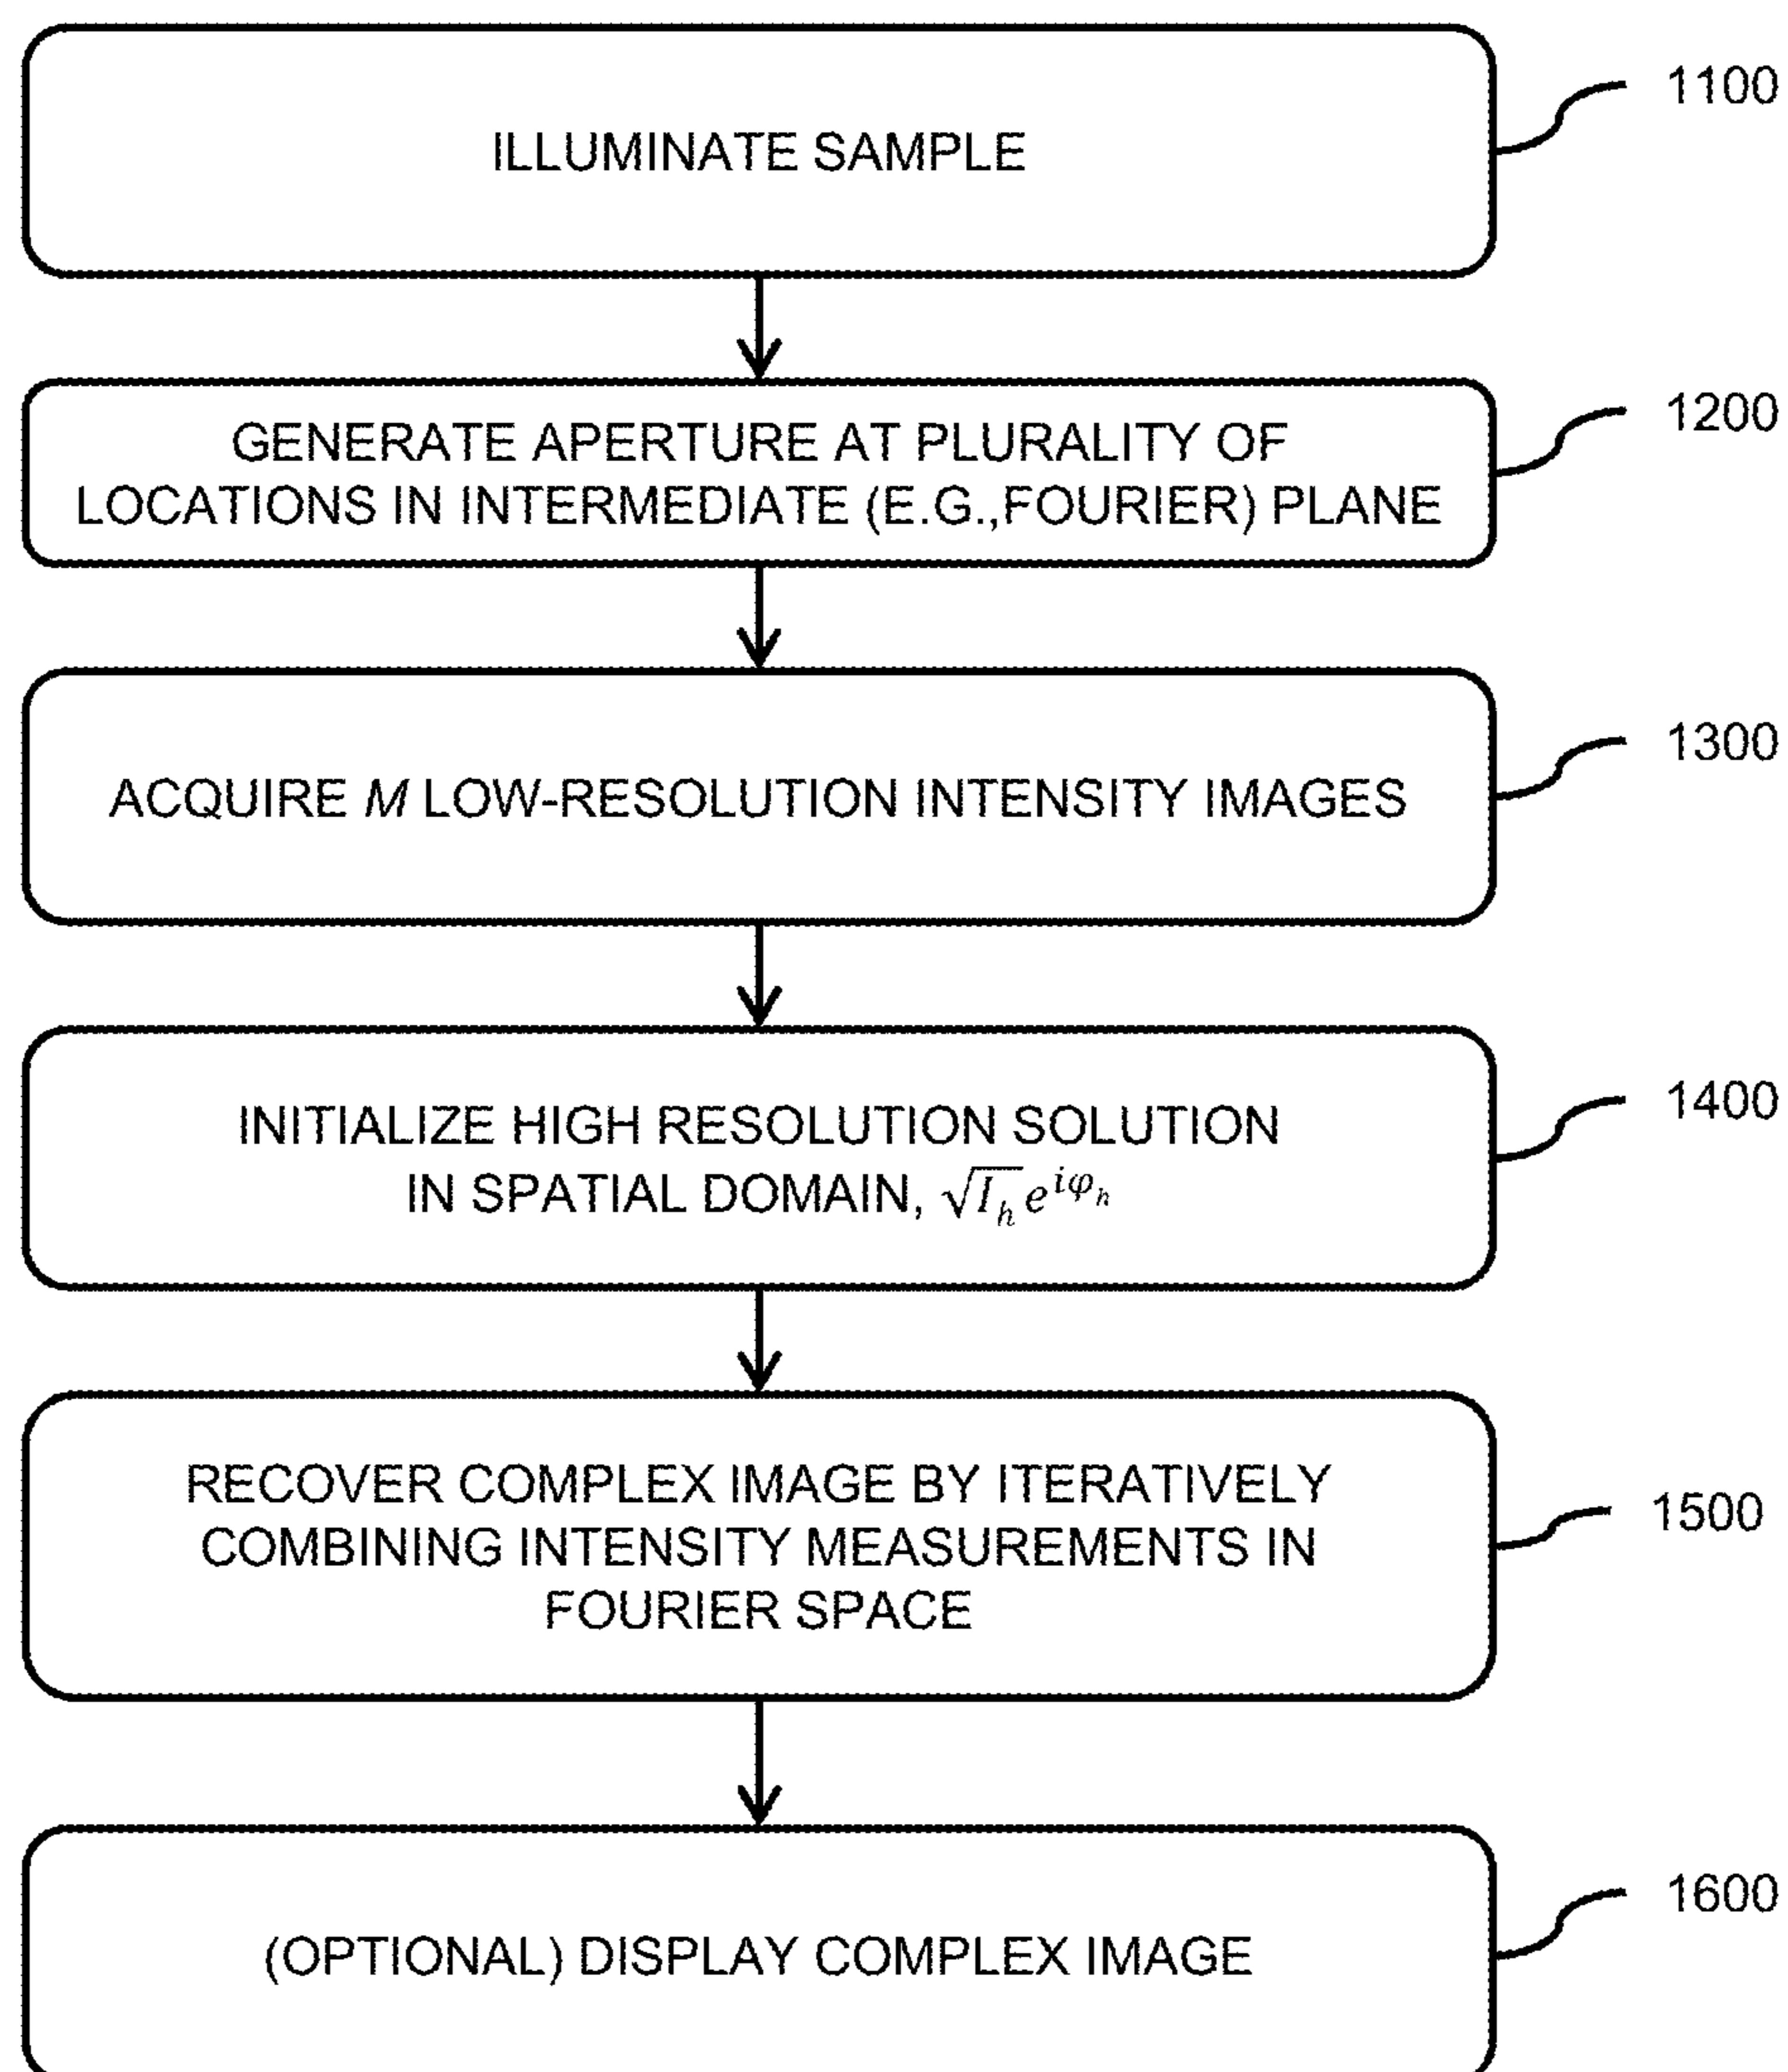 ILLUMINATE SAMPLE
1100
GENERATE APERTURE AT PLURALITY OF
LOCATIONS IN INTERMEDIATE (E.G.,FOURIER) PLANE
1200
ACQUIRE M LOW-RESOLUTION INTENSITY IMAGES
1300
INITIALIZE HIGH RESOLUTION SOLUTION
IN SPATIAL DOMAIN, √I_h e^{iφ_h}
1400
RECOVER COMPLEX IMAGE BY ITERATIVELY
COMBINING INTENSITY MEASUREMENTS IN
FOURIER SPACE
1500
(OPTIONAL) DISPLAY COMPLEX IMAGE
1600